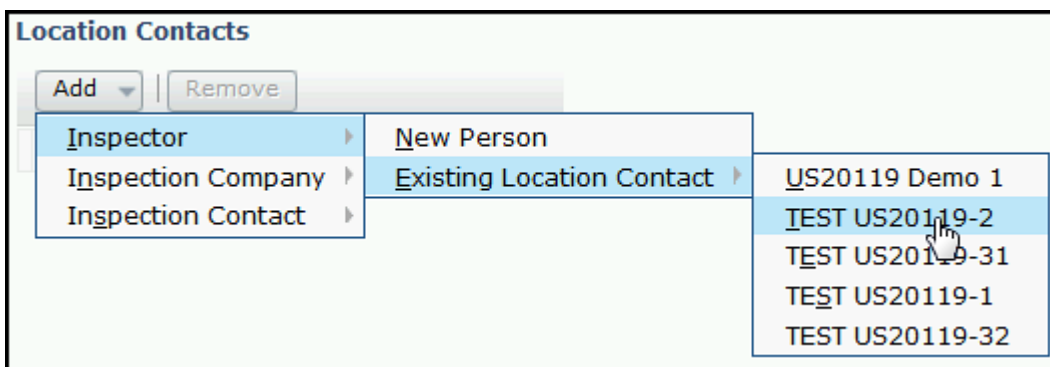 Location Contacts
Add | Remove
Inspector
Inspection Company
Inspection Contact
New Person
Existing Location Contact
US20119 Demo 1
TEST US20119-2
TEST US20119-31
TEST US20119-1
TEST US20119-32